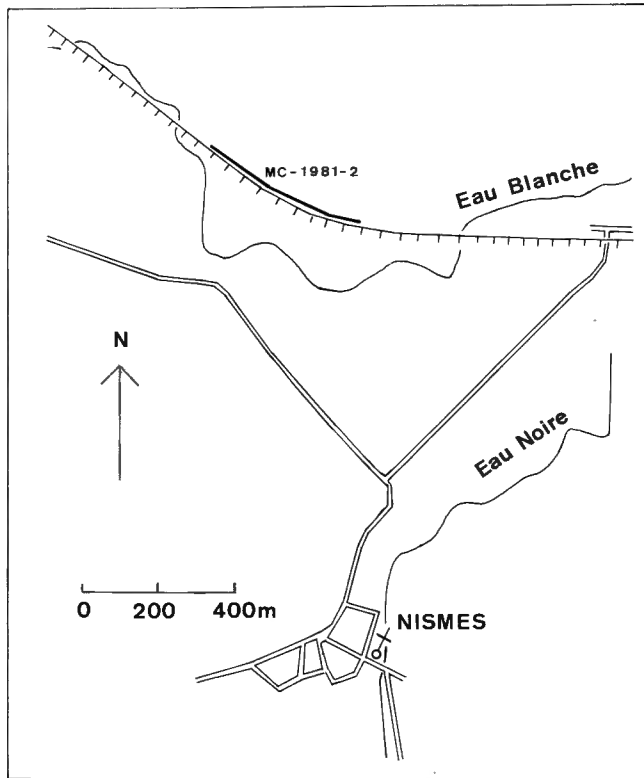 MC-1981-2
Eau Blanche
N
Eau Noire
0 200 400m
NISMES